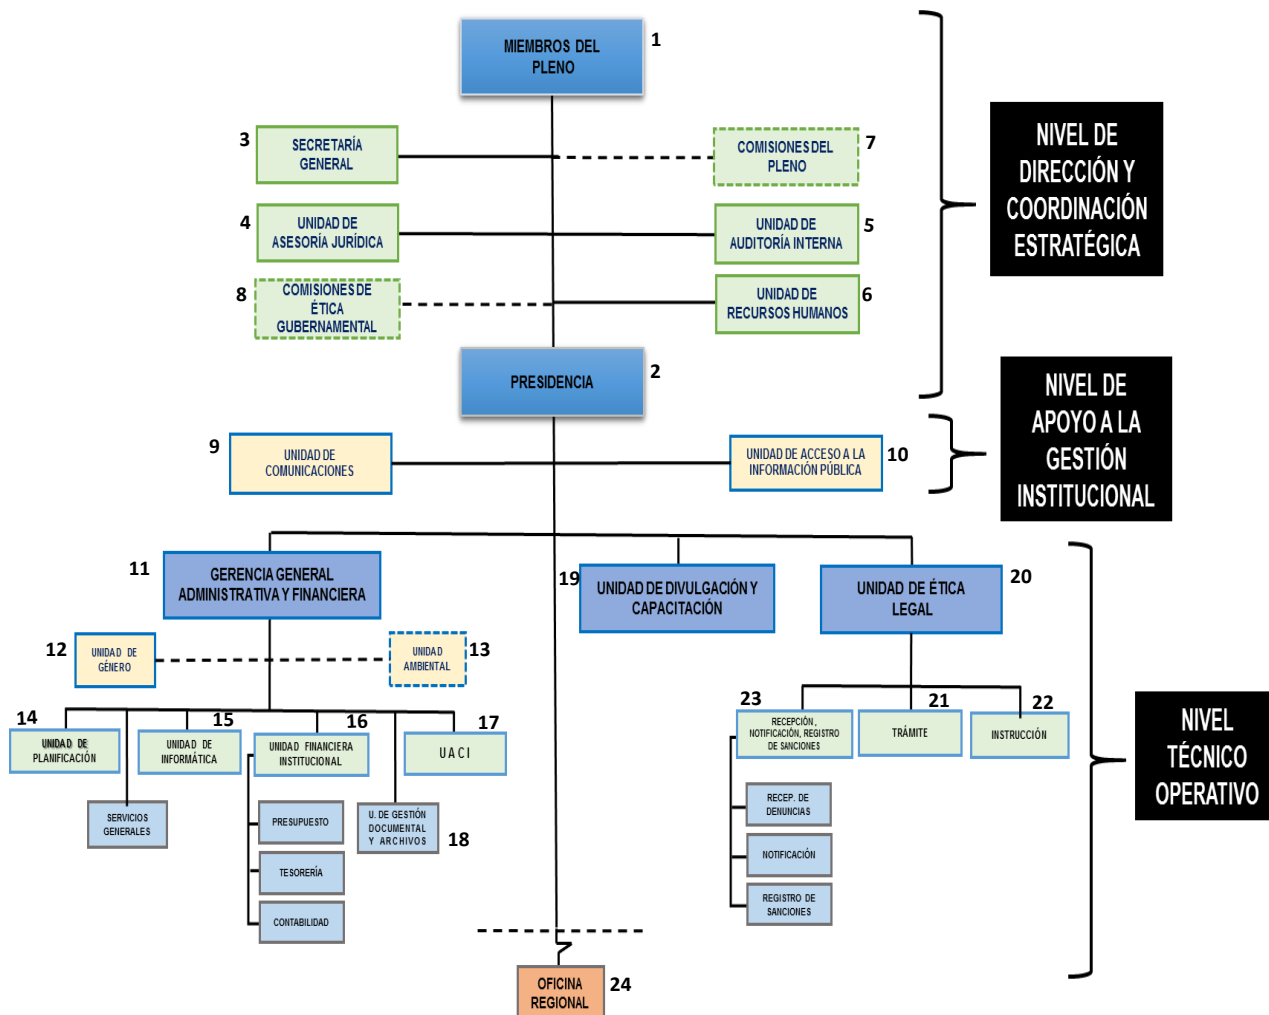 MIEMBROS DEL
PLENO
1
3
SECRETARÍA
GENERAL
COMISIONES DEL
PLENO
7
4
UNIDAD DE
ASESORÍA JURÍDICA
UNIDAD DE
AUDITORÍA INTERNA
5
8
COMISIONES DE
ÉTICA
GUBERNAMENTAL
UNIDAD DE
RECURSOS HUMANOS
6
PRESIDENCIA
2
NIVEL DE
DIRECCIÓN Y
COORDINACIÓN
ESTRATÉGICA
9
UNIDAD DE
COMUNICACIONES
UNIDAD DE ACCESO A LA
INFORMACIÓN PÚBLICA
10
NIVEL DE
APOYO A LA
GESTIÓN
INSTITUCIONAL
11
GERENCIA GENERAL
ADMINISTRATIVA Y FINANCIERA
19
UNIDAD DE DIVULGACIÓN Y
CAPACITACIÓN
UNIDAD DE ÉTICA
LEGAL
20
12
UNIDAD DE
GÉNERO
UNIDAD
AMBIENTAL
13
14
UNIDAD DE
PLANIFICACIÓN
15
UNIDAD DE
INFORMÁTICA
16
UNIDAD FINANCIERA
INSTITUCIONAL
17
UACI
23
RECEPCIÓN,
NOTIFICACIÓN, REGISTRO
DE SANCIONES
21
TRÁMITE
22
INSTRUCCIÓN
SERVICIOS
GENERALES
PRESUPUESTO
TESORERÍA
CONTABILIDAD
U. DE GESTIÓN
DOCUMENTAL
Y ARCHIVOS
18
RECEP. DE
DENUNCIAS
NOTIFICACIÓN
REGISTRO DE
SANCIONES
NIVEL
TÉCNICO
OPERATIVO
OFICINA
REGIONAL
24